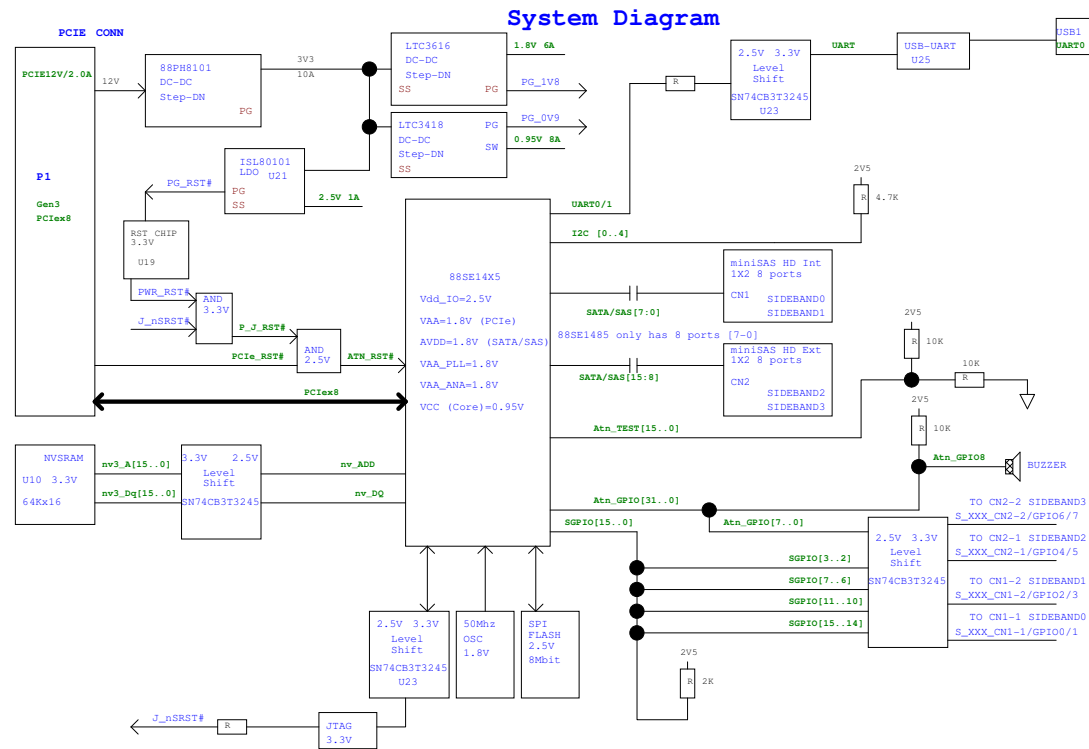 System Diagram
PCIE CONN
PCIE12V/2.0A
12V
P1
Gen3
PCIEx8
88PH8101
DC-DC
Step-DN
PG
3V3
10A
LTC3616
DC-DC
Step-DN
SS PG
1.8V 6A
PG_1V8
LTC3418
PG
DC-DC
Step-DN
SW
SS
PG_0V9
0.95V 8A
ISL80101
LDO U21
PG
SS
2.5V 1A
PG_RST#
RST CHIP
3.3V
U19
PWR_RST#
J_nSRST#
AND
3.3V
P_J_RST#
PCIe_RST#
AND
2.5V
ATN_RST#
PCIex8
88SE14X5
Vdd_IO=2.5V
VAA=1.8V (PCIe)
AVDD=1.8V (SATA/SAS)
VAA_PLL=1.8V
VAA_ANA=1.8V
VCC (Core)=0.95V
R
2.5V 3.3V
Level
Shift
SN74CB3T3245
U23
UART
USB-UART
U25
USB1
UART0
UART0/1
I2C [0..4]
2V5
R 4.7K
SATA/SAS[7:0]
miniSAS HD Int
1X2 8 ports
CN1
SIDEBAND0
SIDEBAND1
88SE1485 only has 8 ports [7-0]
SATA/SAS[15:8]
miniSAS HD Ext
1X2 8 ports
CN2
SIDEBAND2
SIDEBAND3
2V5
R 10K
10K
R
Atn_TEST[15..0]
2V5
R 10K
Atn_GPIO8
BUZZER
NVSRAM
U10 3.3V
64Kx16
nv3_A[15..0]
nv3_Dq[15..0]
3.3V 2.5V
Level
Shift
SN74CB3T3245
nv_ADD
nv_DQ
Atn_GPIO[31..0]
SGPIO[15..0]
Atn_GPIO[7..0]
SGPIO[3..2]
SGPIO[7..6]
SGPIO[11..10]
SGPIO[15..14]
2.5V 3.3V
Level
Shift
SN74CB3T3245
TO CN2-2 SIDEBAND3
S_XXX_CN2-2/GPIO6/7
TO CN2-1 SIDEBAND2
S_XXX_CN2-1/GPIO4/5
TO CN1-2 SIDEBAND1
S_XXX_CN1-2/GPIO2/3
TO CN1-1 SIDEBAND0
S_XXX_CN1-1/GPIO0/1
2V5
R 2K
2.5V 3.3V
Level
Shift
SN74CB3T3245
U23
50Mhz
OSC
1.8V
SPI
FLASH
2.5V
8Mbit
J_nSRST#
R
JTAG
3.3V